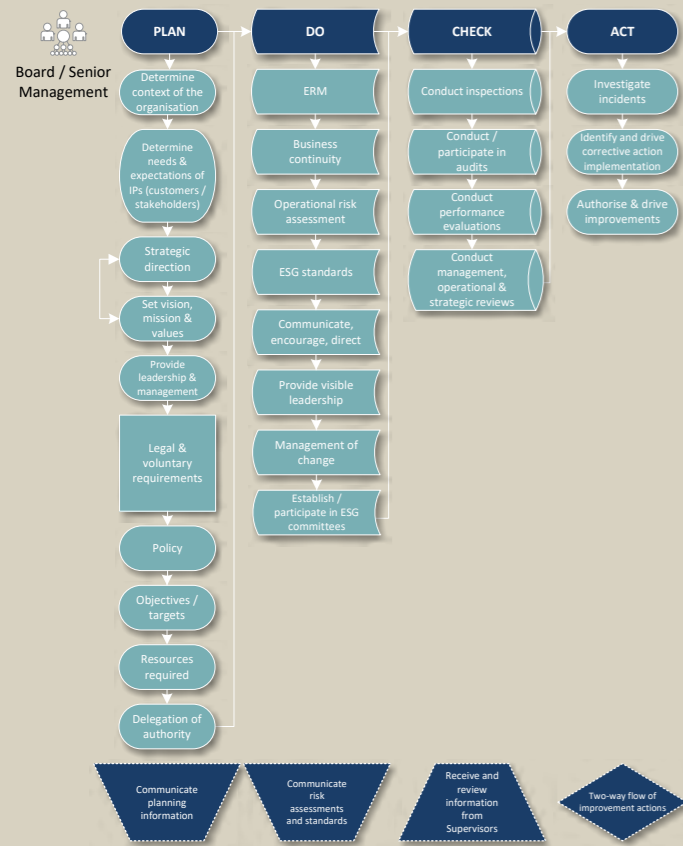 Board / Senior
Management
PLAN
Determine
context of the
organisation
Determine
needs &
expectations of
IPs (customers /
stakeholders)
Strategic
direction
Set vision,
mission &
values
Provide
leadership &
management
Legal &
voluntary
requirements
Policy
Objectives /
targets
Resources
required
Delegation of
authority
DO
ERM
Business
continuity
Operational risk
assessment
ESG standards
Communicate,
encourage, direct
Provide visible
leadership
Management of
change
Establish /
participate in ESG
committees
CHECK
Conduct inspections
Conduct /
participate in
audits
Conduct
performance
evaluations
Conduct
management,
operational &
strategic reviews
ACT
Investigate
incidents
Identify and drive
corrective action
implementation
Authorise & drive
improvements
Communicate
planning
information
Communicate
risk
assessments
and standards
Receive and
review
information
from
Supervisors
Two-way flow of
improvement actions